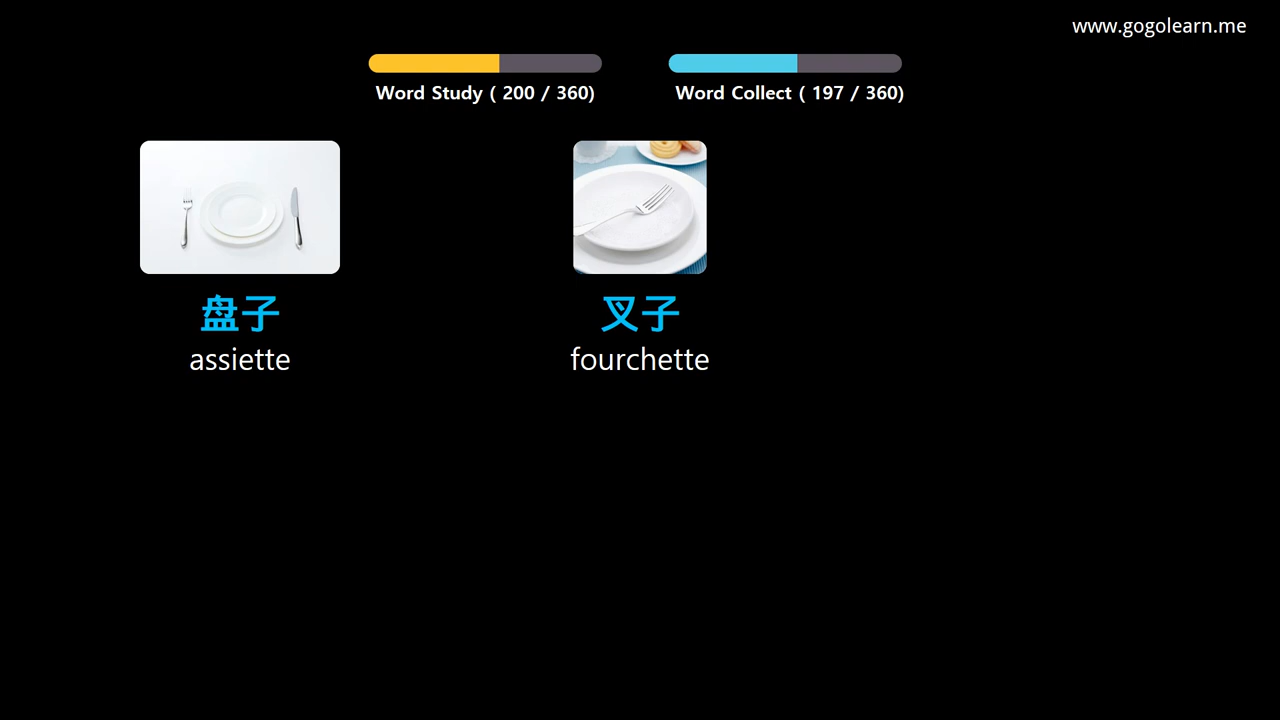 www.gogolearn.me
Word Study ( 200 / 360)
Word Collect ( 197 / 360)
盘子
assiette
叉子
fourchette